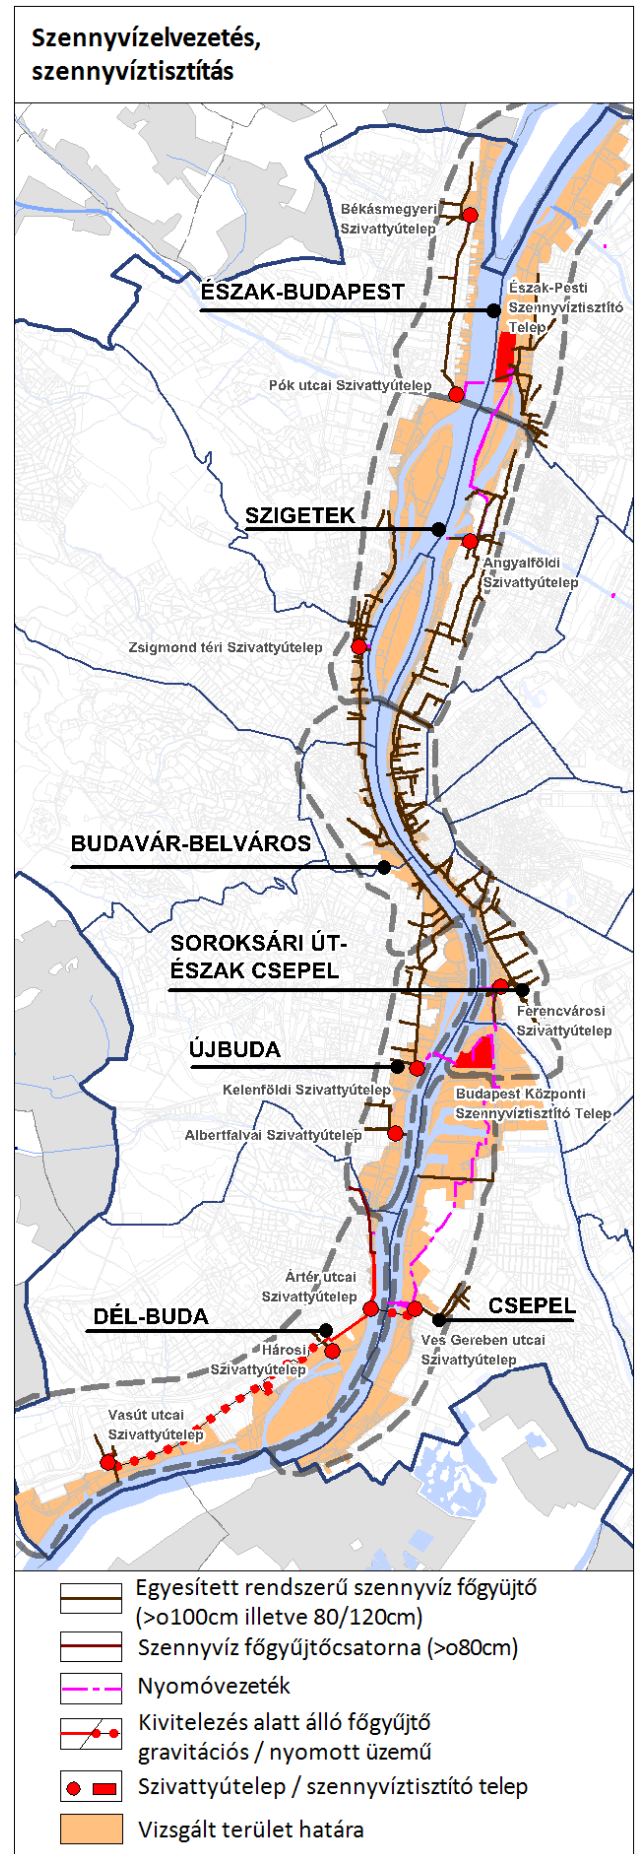 Szennyvízelvezetés,
szennyvíztisztítás
Békásmegyeri
Szivattyútelep
ÉSZAK-BUDAPEST
Észak-Pesti
Szennyvíztisztító
Telep
Pók utcai Szivattyútelep
SZIGETEK
Angyalföldi
Szivattyútelep
Zsigmond téri Szivattyútelep
BUDAVÁR-BELVÁROS
SOROKSÁRI ÚT-
ÉSZAK CSEPEL
Ferencvárosi
Szivattyútelep
ÚJBUDA
Kelenföldi Szivattyútelep
Budapest Központi
Szennyvíztisztító Telep
Albertfalvai Szivattyútelep
Ártér utcai
Szivattyútelep
DÉL-BUDA
CSEPEL
Hárosi
Szivattyútelep
Ves Gereben utcai
Szivattyútelep
Vasút utcai
Szivattyútelep
Egyesített rendszerű szennyvíz főgyüjtő
(>o100cm illetve 80/120cm)
Szennyvíz főgyűjtőcsatorna (>o80cm)
Nyomóvezeték
Kivitelezés alatt álló főgyűjtő
gravitációs / nyomott üzemű
Szivattyútelep / szennyvíztisztító telep
Vizsgált terület határa